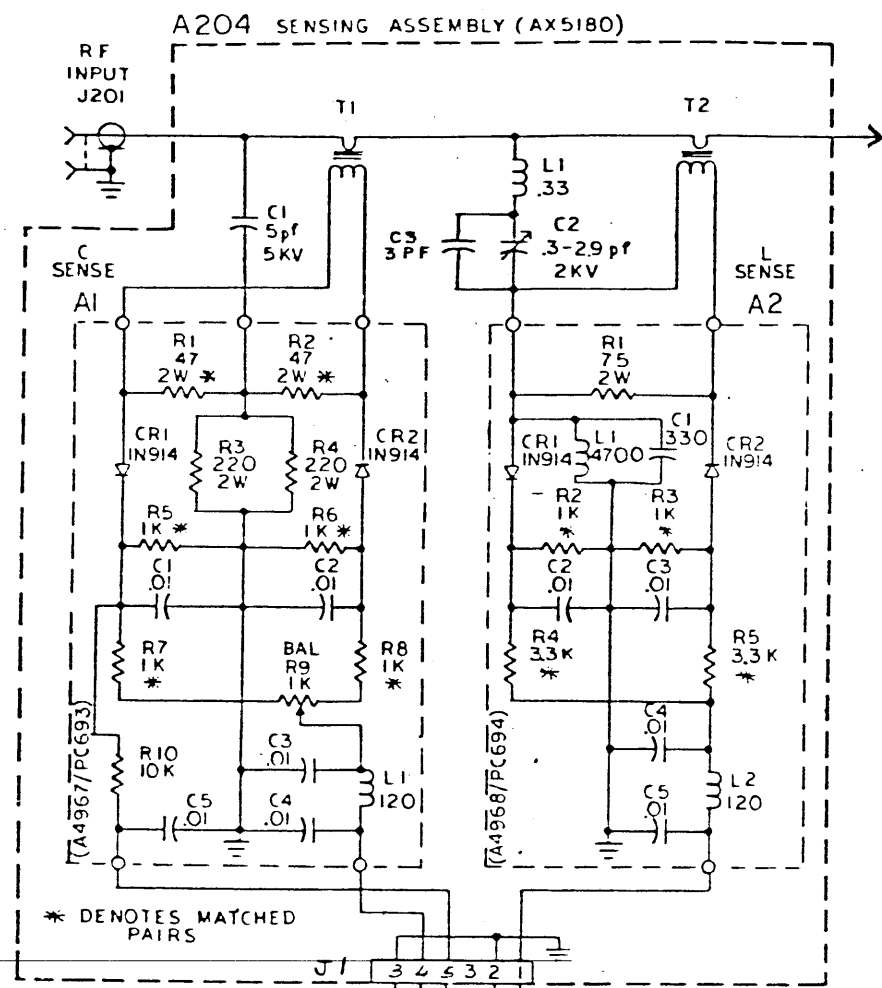 A204 SENSING ASSEMBLY (AX5180)
RF
INPUT
J201
T1
T2
L1
.33
C1
5pf
5KV
C3
3PF
C2
.3-2.9 pf
2KV
C
SENSE
A1
L
SENSE
A2
R1
47
2W *
R2
47
2W *
R1
75
2W
CR1
1N914
R3
220
2W
R4
220
2W
CR2
1N914
CR1
1N914
L1
4700
C1
330
CR2
1N914
R5
1K *
R6
1K *
R2
1K
*
R3
1K
*
C1
.01
C2
.01
C2
.01
C3
.01
R7
1K
*
BAL
R9
1K
R8
1K
*
R4
3.3K
*
R5
3.3K
*
(A4967/PC693)
R10
10K
C3
.01
L1
120
C5
.01
C4
.01
(A4968/PC694)
C4
.01
L2
120
C5
.01
* DENOTES MATCHED
PAIRS
J1
3 4 5 3 2 1